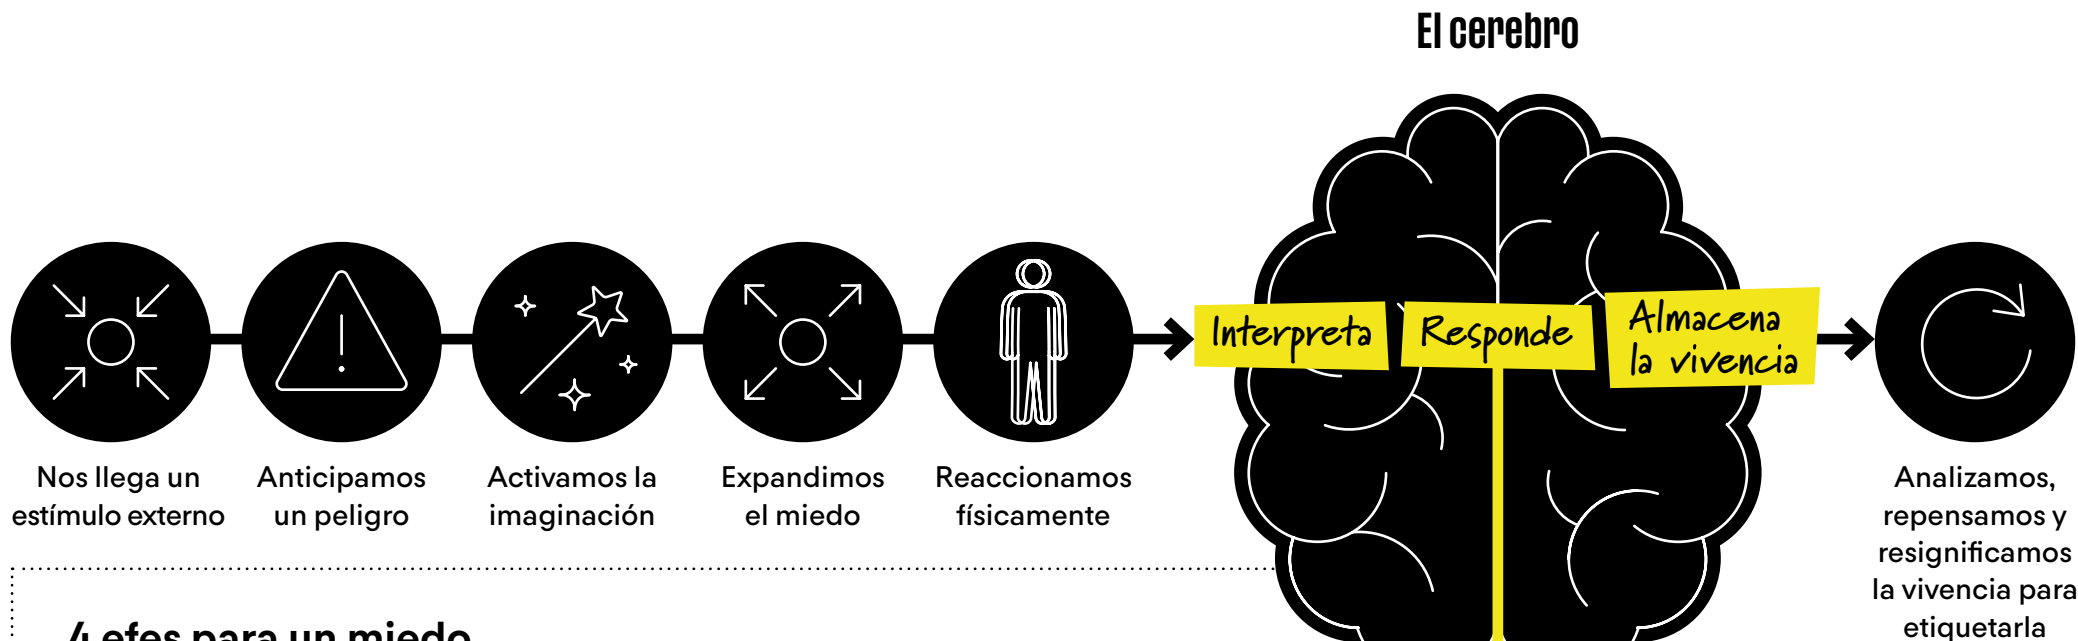 El cerebro
Interpreta
Responde
Almacena
la vivencia
Nos llega un
estímulo externo
Anticipamos
un peligro
Activamos la
imaginación
Expandimos
el miedo
Reaccionamos
físicamente
Analizamos,
repensamos y
resignificamos
la vivencia para
etiquetarla
4 efes para un miedo